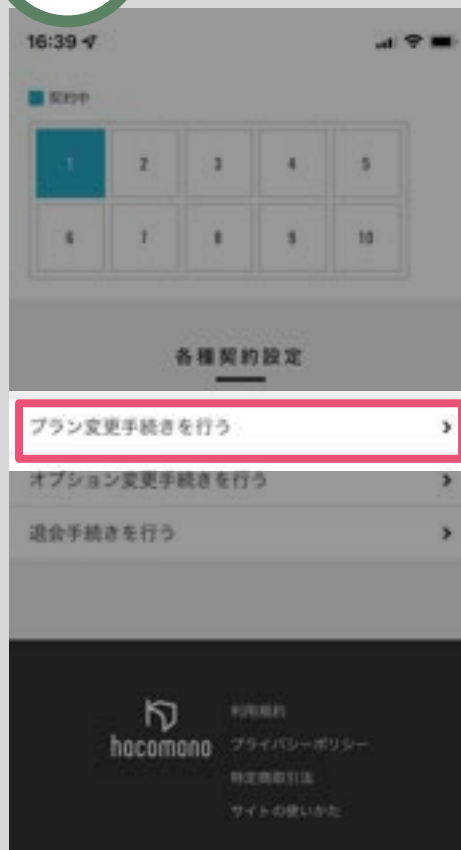 16:39
契約中
1 2 3 4 5
6 7 8 9 10
各種契約設定
プラン変更手続きを行う
オプション変更手続きを行う
退会手続きを行う
hacomono
利用規約
プライバシーポリシー
特定商取引法
サイトの使いかた